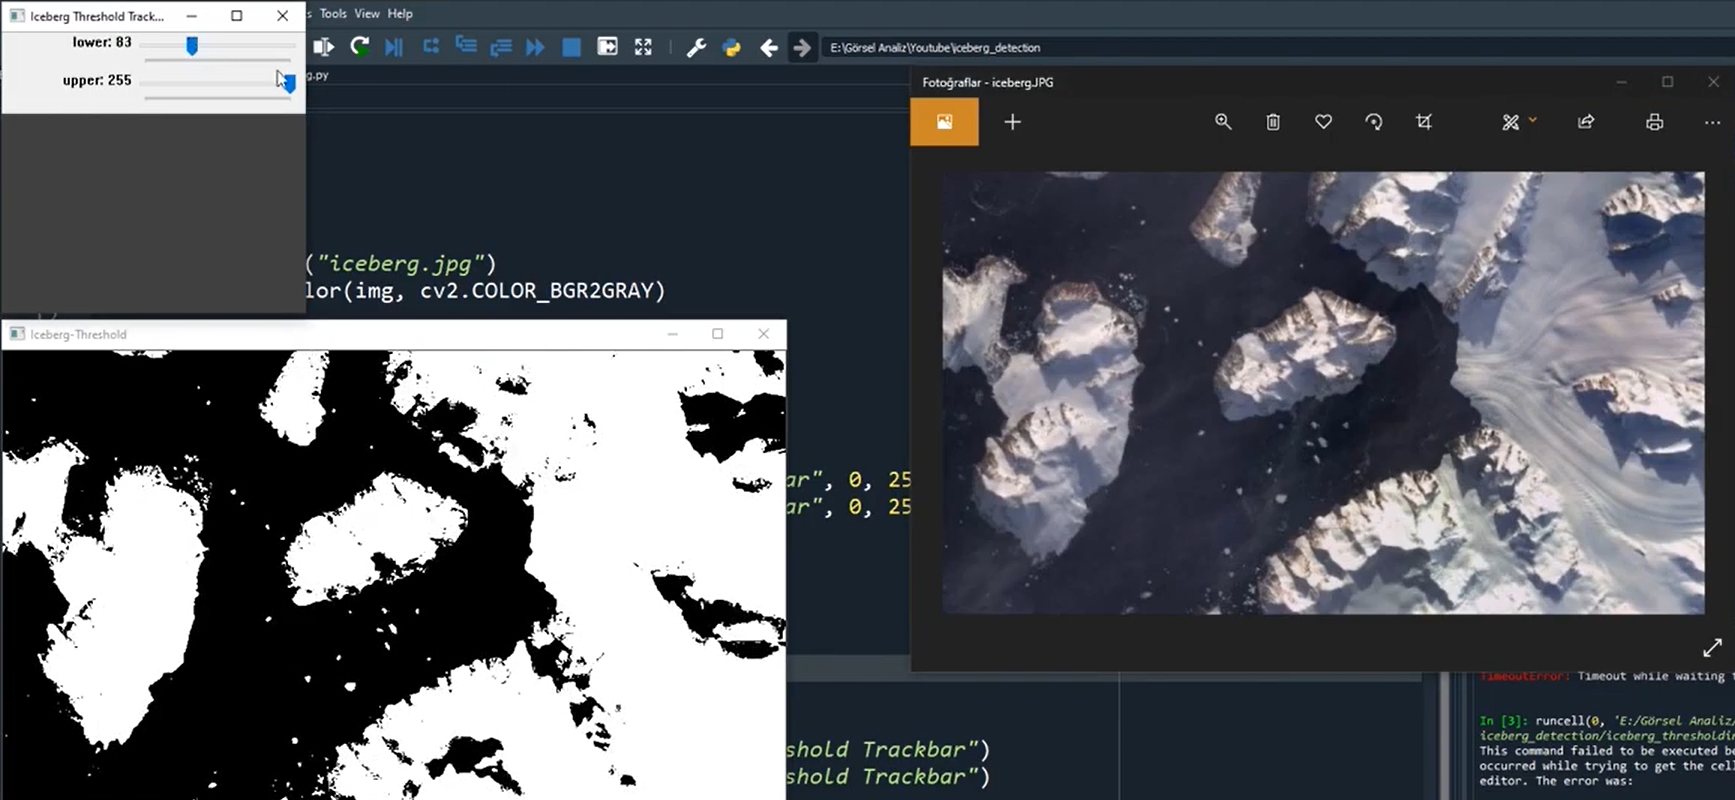 Iceberg Threshold Track...
lower: 83
upper: 255
Tools View Help
E:\Görsel Analiz\Youtube\iceberg_detection
g.py
Fotoğraflar - iceberg.JPG
("iceberg.jpg")
lor(img, cv2.COLOR_BGR2GRAY)
Iceberg-Threshold
ar", 0, 25
ar", 0, 25
shold Trackbar")
shold Trackbar")
TimeoutError: Timeout while waiting
In [3]: runcell(0, 'E:/Görsel Analiz/
iceberg_detection/iceberg_thresholdin
This command failed to be executed be
occurred while trying to get the cel
editor. The error was: